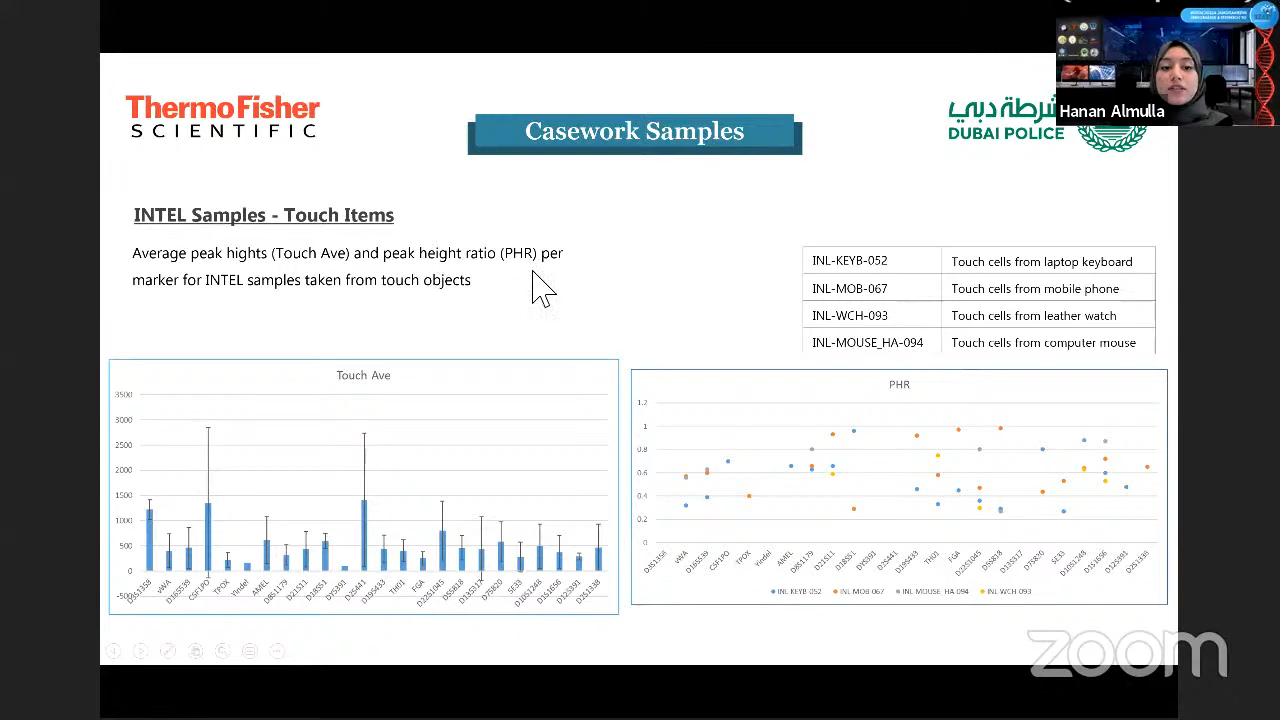 Hanan Almulla
ThermoFisher
SCIENTIFIC
Casework Samples
شرطة دبي
DUBAI POLICE
INTEL Samples - Touch Items
Average peak hights (Touch Ave) and peak height ratio (PHR) per
marker for INTEL samples taken from touch objects
INL-KEYB-052 Touch cells from laptop keyboard
INL-MOB-067 Touch cells from mobile phone
INL-WCH-093 Touch cells from leather watch
INL-MOUSE_HA-094 Touch cells from computer mouse
Touch Ave
3500
3000
2500
2000
1500
1000
500
0
-500
D3S1358 vWA D16S539 CSF1PO TPOX Yindel AMEL D8S1179 D21S11 D18S51 D5S391 D2S441 D19S433 TH01 FGA D22S1045 D5S818 D13S317 D7S820 SE33 D10S1248 D1S1656 D12S391 D2S1338
PHR
1.2
1
0.8
0.6
0.4
0.2
0
D3S1358 vWA D16S539 CSF1PO TPOX Yindel AMEL D8S1179 D21S11 D18S51 D5S391 D2S441 D19S433 TH01 FGA D22S1045 D5S818 D13S317 D7S820 SE33 D10S1248 D1S1656 D12S391 D2S1338
INL-KEYB-052 INL-MOB-067 INL-MOUSE_HA-094 INL-WCH-093
zoom